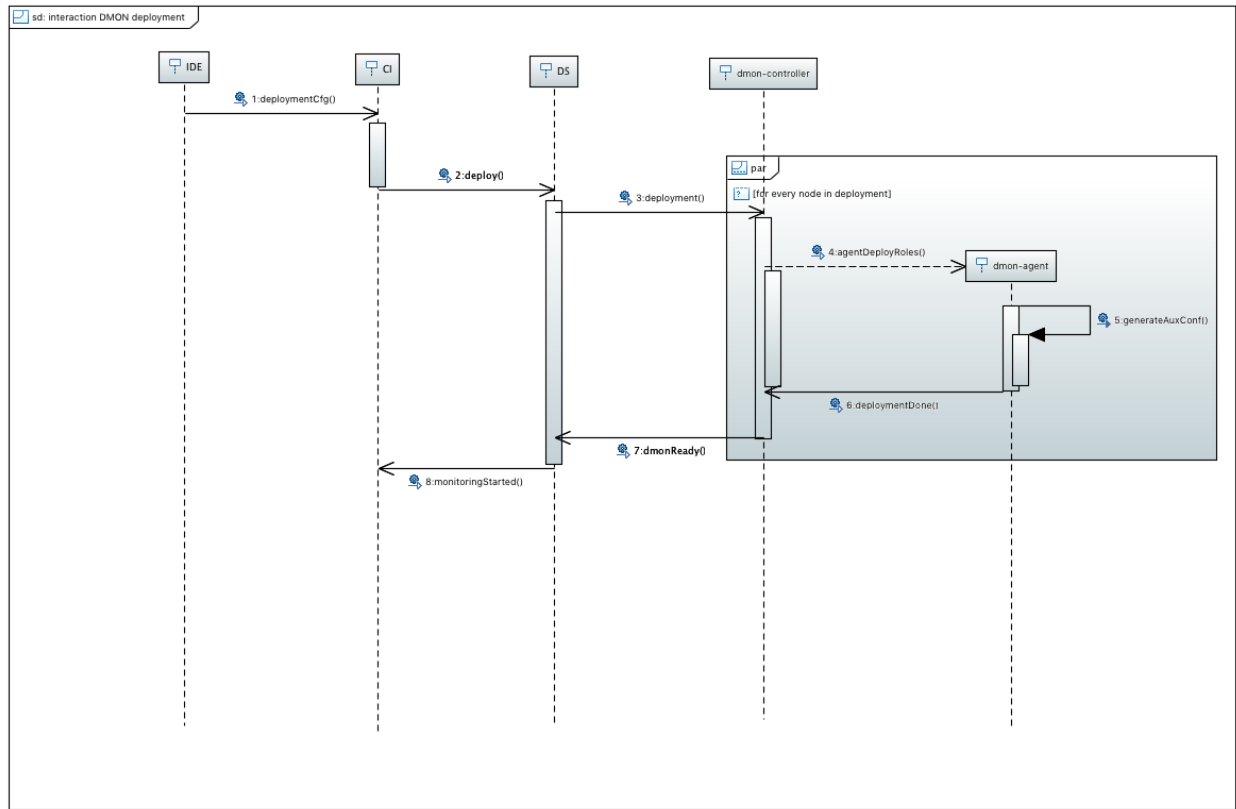 sd: interaction DMON deployment
IDE
CI
DS
dmon-controller
1:deploymentCfg()
par
2:deploy()
[for every node in deployment]
3:deployment()
4:agentDeployRoles()
dmon-agent
5:generateAuxConf()
6:deploymentDone()
7:dmonReady()
8:monitoringStarted()